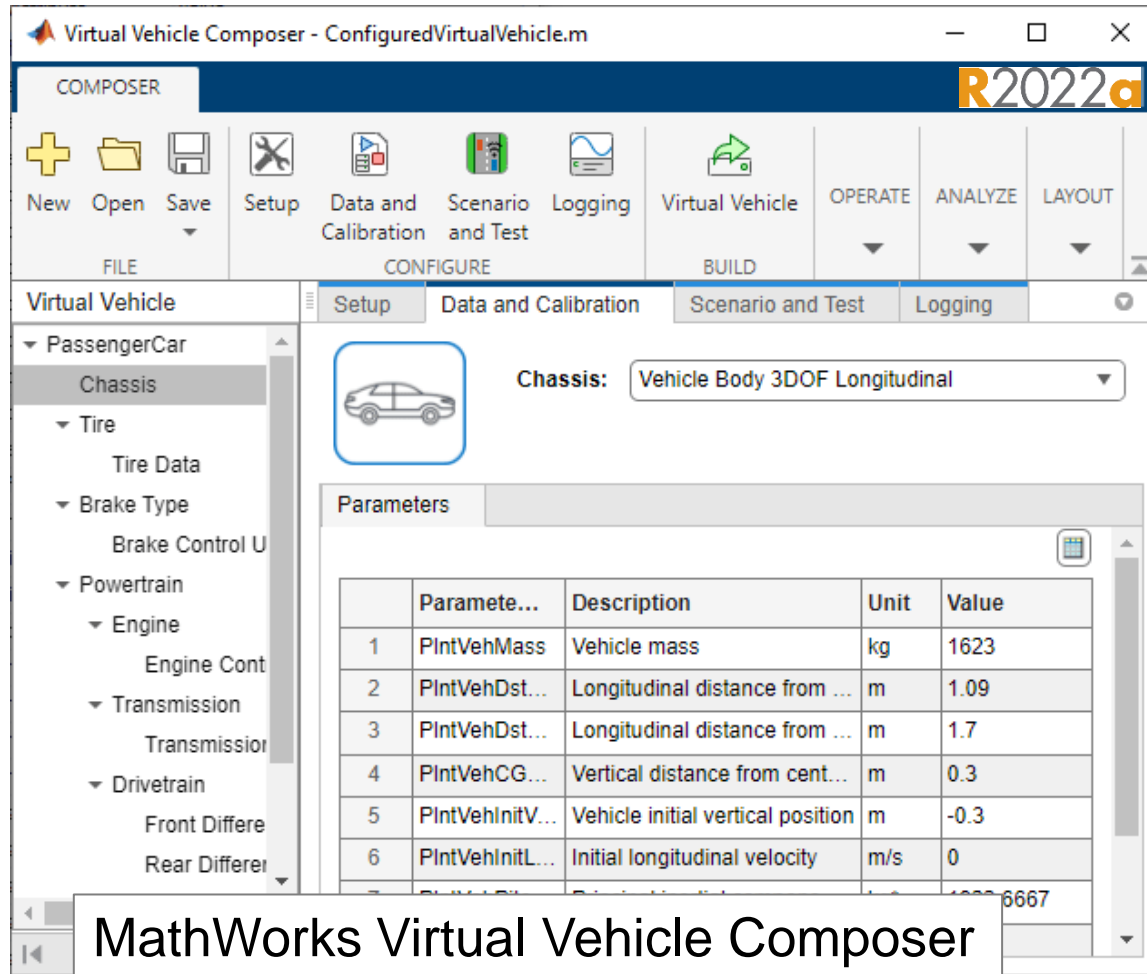 Virtual Vehicle Composer - ConfiguredVirtualVehicle.m
COMPOSER
R2022a
New Open Save Setup Data and Calibration Scenario and Test Logging Virtual Vehicle OPERATE ANALYZE LAYOUT
FILE CONFIGURE BUILD
Virtual Vehicle
Setup Data and Calibration Scenario and Test Logging
PassengerCar
Chassis
Tire
Tire Data
Brake Type
Brake Control U
Powertrain
Engine
Engine Cont
Transmission
Transmission
Drivetrain
Front Differe
Rear Differer
Chassis: Vehicle Body 3DOF Longitudinal
Parameters
Paramete... Description Unit Value
1 PlntVehMass Vehicle mass kg 1623
2 PlntVehDst... Longitudinal distance from ... m 1.09
3 PlntVehDst... Longitudinal distance from ... m 1.7
4 PlntVehCG... Vertical distance from cent... m 0.3
5 PlntVehInitV... Vehicle initial vertical position m -0.3
6 PlntVehInitL... Initial longitudinal velocity m/s 0
MathWorks Virtual Vehicle Composer